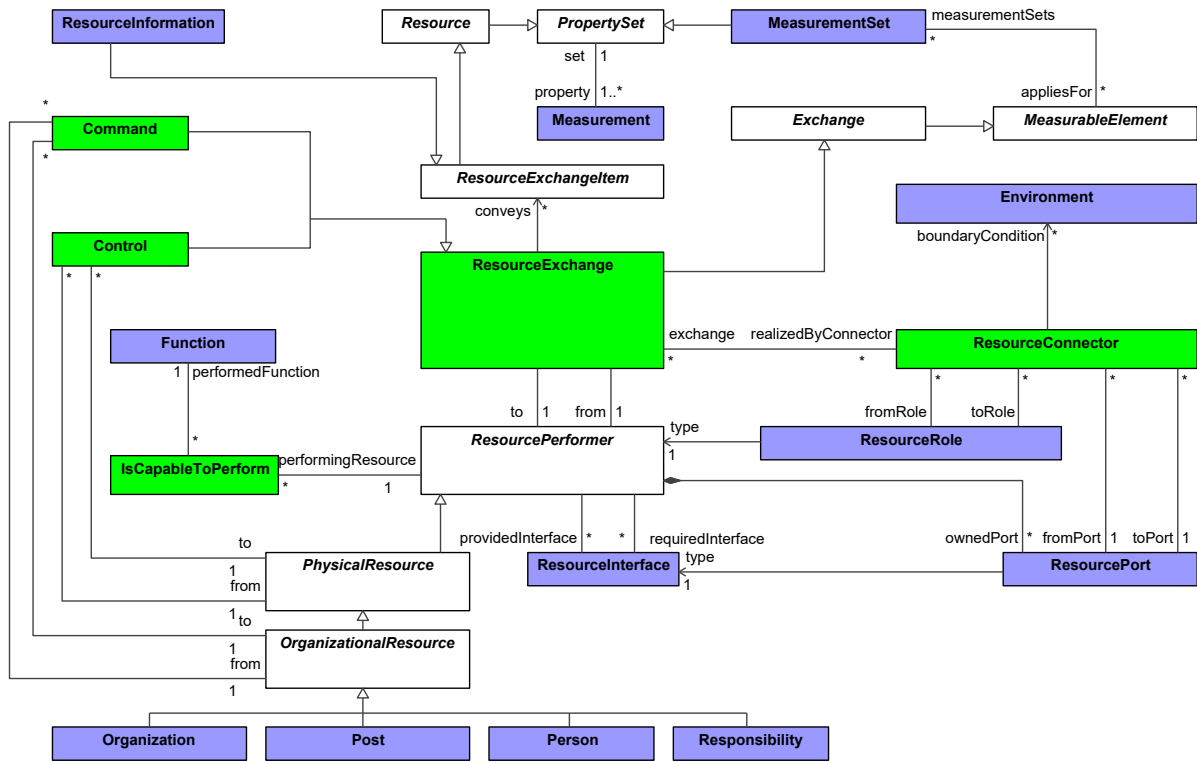 ResourceInformation
Resource
PropertySet
MeasurementSet
measurementSets
*
set
1
property
1..*
Measurement
appliesFor
*
Exchange
MeasurableElement
*
Command
*
ResourceExchangeItem
conveys
*
Environment
boundaryCondition
*
Control
*
*
ResourceExchange
exchange
*
realizedByConnector
*
ResourceConnector
*
*
*
*
Function
1
performedFunction
*
IsCapableToPerform
*
performingResource
1
to
1
from
1
ResourcePerformer
type
1
fromRole
toRole
ResourceRole
providedInterface
*
*
requiredInterface
ResourceInterface
type
1
ownedPort
*
fromPort
1
toPort
1
ResourcePort
to
1
from
1
PhysicalResource
to
1
from
1
OrganizationalResource
Organization
Post
Person
Responsibility